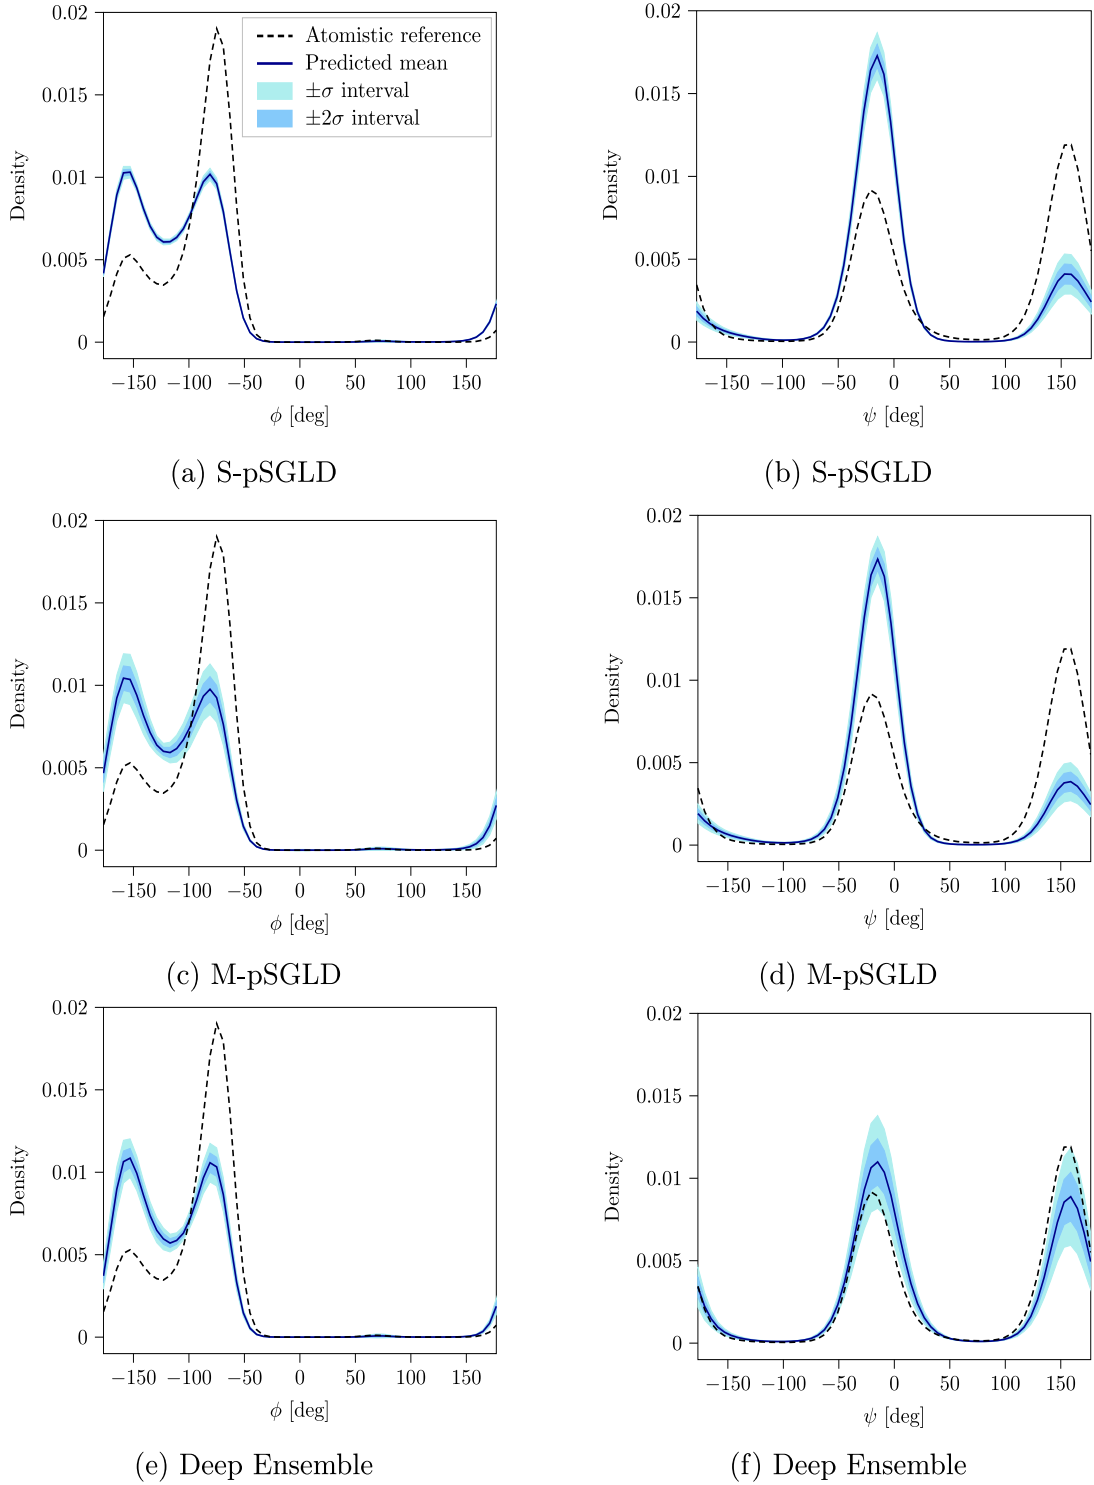 0.02
0.015
0.01
0.005
0
Density
Atomistic reference
Predicted mean
±σ interval
±2σ interval
−150 −100 −50 0 50 100 150
ϕ [deg]
(a) S-pSGLD
0.02
0.015
0.01
0.005
0
Density
−150 −100 −50 0 50 100 150
ψ [deg]
(b) S-pSGLD
0.02
0.015
0.01
0.005
0
Density
−150 −100 −50 0 50 100 150
ϕ [deg]
(c) M-pSGLD
0.02
0.015
0.01
0.005
0
Density
−150 −100 −50 0 50 100 150
ψ [deg]
(d) M-pSGLD
0.02
0.015
0.01
0.005
0
Density
−150 −100 −50 0 50 100 150
ϕ [deg]
(e) Deep Ensemble
0.02
0.015
0.01
0.005
0
Density
−150 −100 −50 0 50 100 150
ψ [deg]
(f) Deep Ensemble